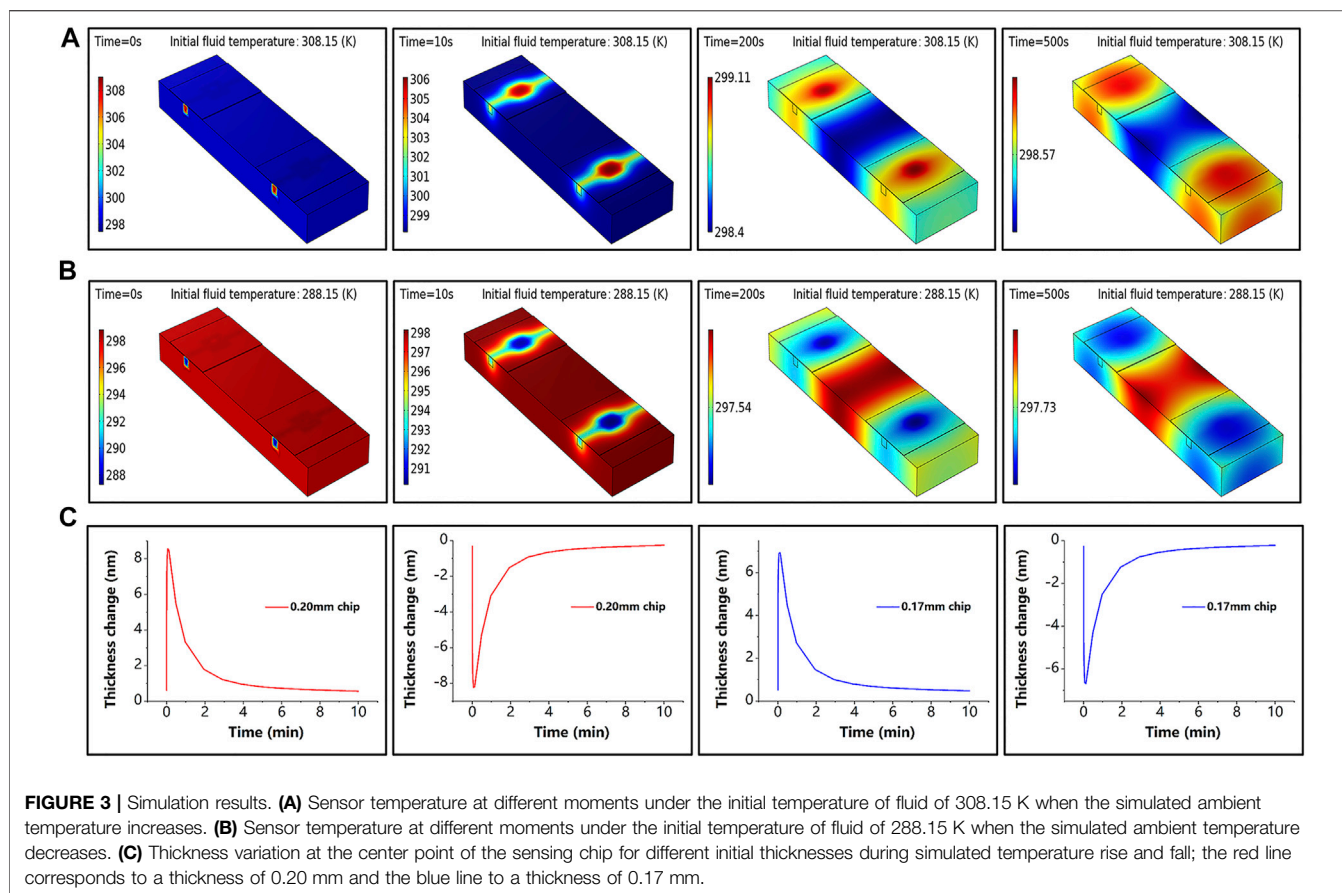 A
Time=0s Initial fluid temperature: 308.15 (K)
308
306
304
302
300
298
Time=10s Initial fluid temperature: 308.15 (K)
306
305
304
303
302
301
300
299
Time=200s Initial fluid temperature: 308.15 (K)
299.11
298.4
Time=500s Initial fluid temperature: 308.15 (K)
298.57
B
Time=0s Initial fluid temperature: 288.15 (K)
298
296
294
292
290
288
Time=10s Initial fluid temperature: 288.15 (K)
298
297
296
295
294
293
292
291
Time=200s Initial fluid temperature: 288.15 (K)
297.54
Time=500s Initial fluid temperature: 288.15 (K)
297.73
C
Thickness change (nm)
8
6
4
2
0
0.20mm chip
0 2 4 6 8 10
Time (min)
Thickness change (nm)
0
-2
-4
-6
-8
0.20mm chip
0 2 4 6 8 10
Time (min)
Thickness change (nm)
8
6
4
2
0
0.17mm chip
0 2 4 6 8 10
Time (min)
Thickness change (nm)
0
-2
-4
-6
0.17mm chip
0 2 4 6 8 10
Time (min)
FIGURE 3 | Simulation results. (A) Sensor temperature at different moments under the initial temperature of fluid of 308.15 K when the simulated ambient
temperature increases. (B) Sensor temperature at different moments under the initial temperature of fluid of 288.15 K when the simulated ambient temperature
decreases. (C) Thickness variation at the center point of the sensing chip for different initial thicknesses during simulated temperature rise and fall; the red line
corresponds to a thickness of 0.20 mm and the blue line to a thickness of 0.17 mm.